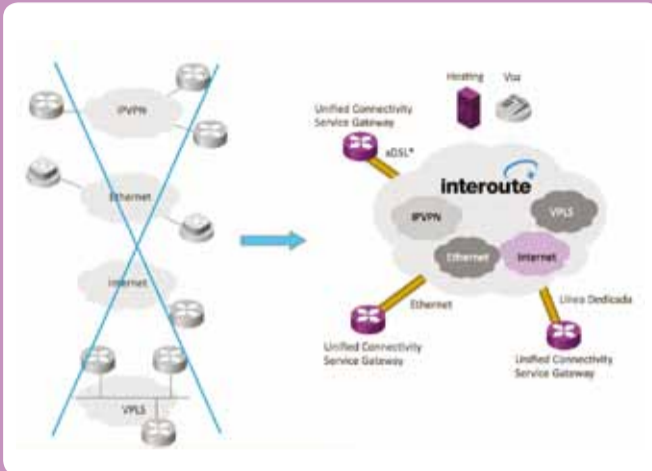 IPVPN
Ethernet
Internet
VPLS
Hosting
Voz
Unified Connectivity
Service Gateway
aDSL*
interoute
IPVPN
VPLS
Ethernet
Internet
Ethernet
Línea Dedicada
Unified Connectivity
Service Gateway
Unified Connectivity
Service Gateway